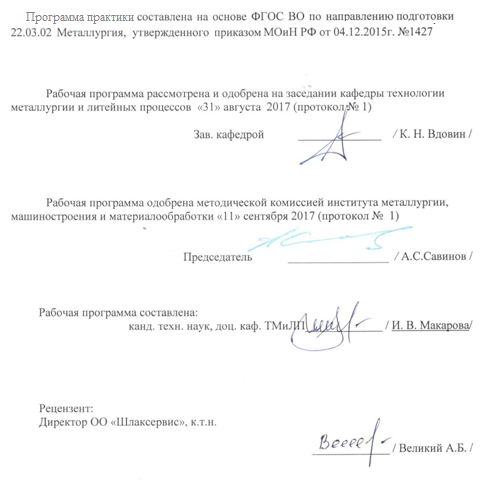 Программа практики составлена на основе ФГОС ВО по направлению подготовки
22.03.02 Металлургия, утвержденного приказом МОиН РФ от 04.12.2015г. №1427
Рабочая программа рассмотрена и одобрена на заседании кафедры технологии
металлургии и литейных процессов «31» августа 2017 (протокол № 1)
Зав. кафедрой / К. Н. Вдовин /
Рабочая программа одобрена методической комиссией института металлургии,
машиностроения и материалообработки «11» сентября 2017 (протокол № 1)
Председатель / А.С.Савинов /
Рабочая программа составлена:
канд. техн. наук, доц. каф. ТМиЛП / И. В. Макарова/
Рецензент:
Директор ОО «Шлаксервис», к.т.н.
/ Великий А.Б. /